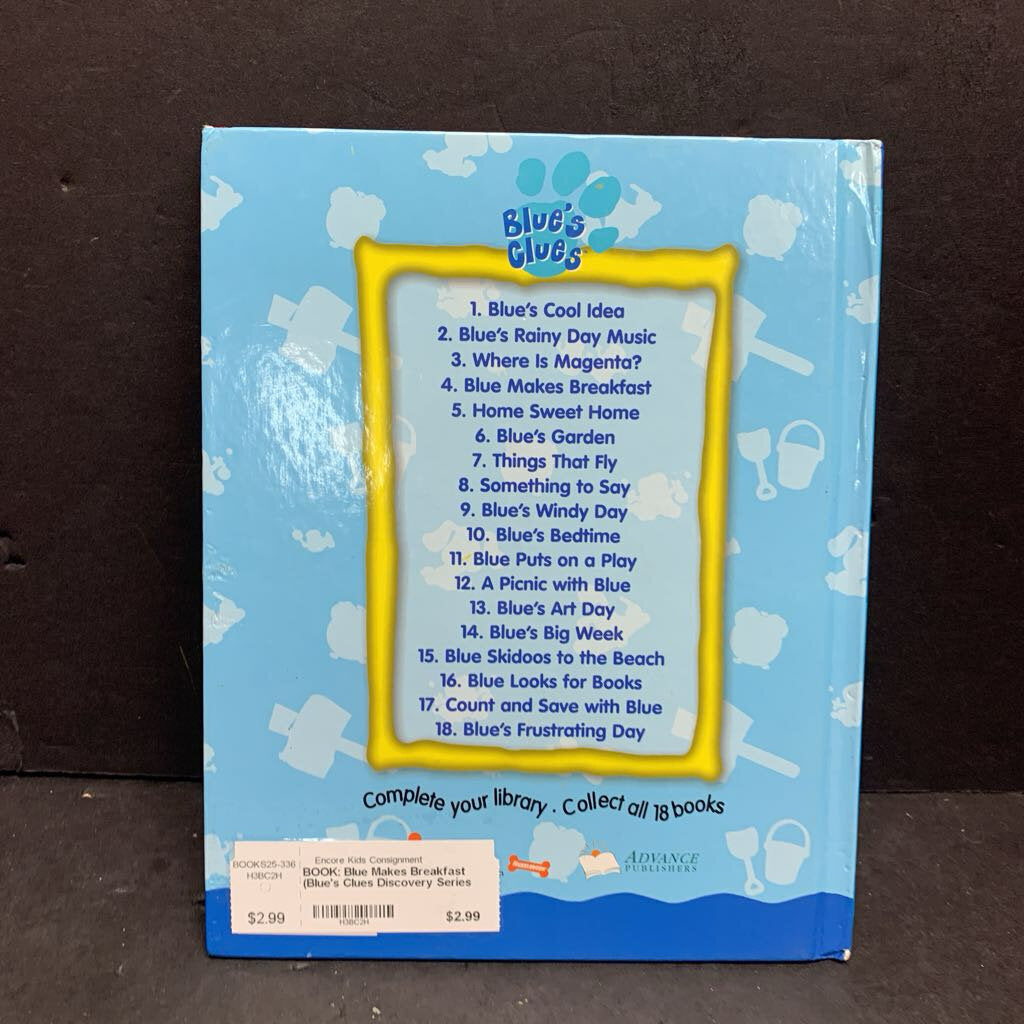 Blue's
Clues
1. Blue's Cool Idea
2. Blue's Rainy Day Music
3. Where Is Magenta?
4. Blue Makes Breakfast
5. Home Sweet Home
6. Blue's Garden
7. Things That Fly
8. Something to Say
9. Blue's Windy Day
10. Blue's Bedtime
11. Blue Puts on a Play
12. A Picnic with Blue
13. Blue's Art Day
14. Blue's Big Week
15. Blue Skidoos to the Beach
16. Blue Looks for Books
17. Count and Save with Blue
18. Blue's Frustrating Day
Complete your library. Collect all 18 books
ADVANCE
PUBLISHERS
BOOKS25-336
H3BC2H
$2.99
Encore Kids Consignment
BOOK: Blue Makes Breakfast
(Blue's Clues Discovery Series
H3BC2H
$2.99